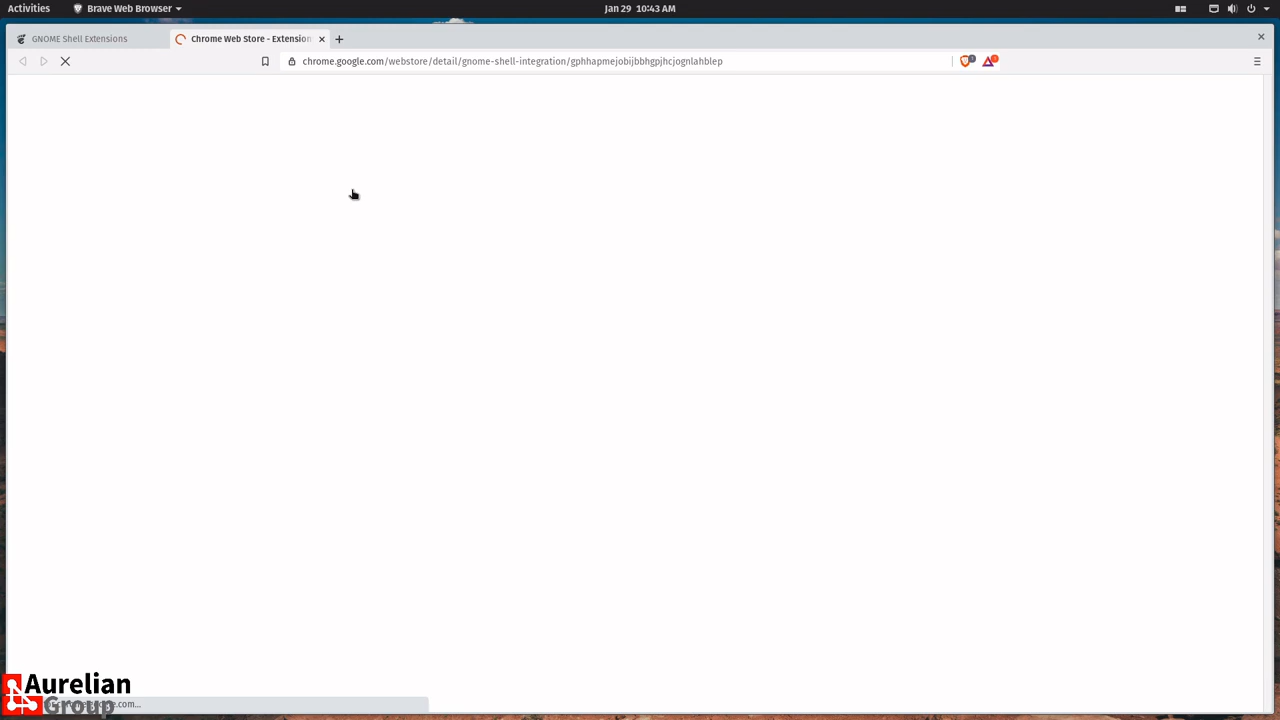 Activities
Brave Web Browser
Jan 29 10:43 AM
GNOME Shell Extensions
Chrome Web Store - Extension
chrome.google.com/webstore/detail/gnome-shell-integration/gphhapmejobijbbhgpjhcjognlahblep
Aurelian
Group